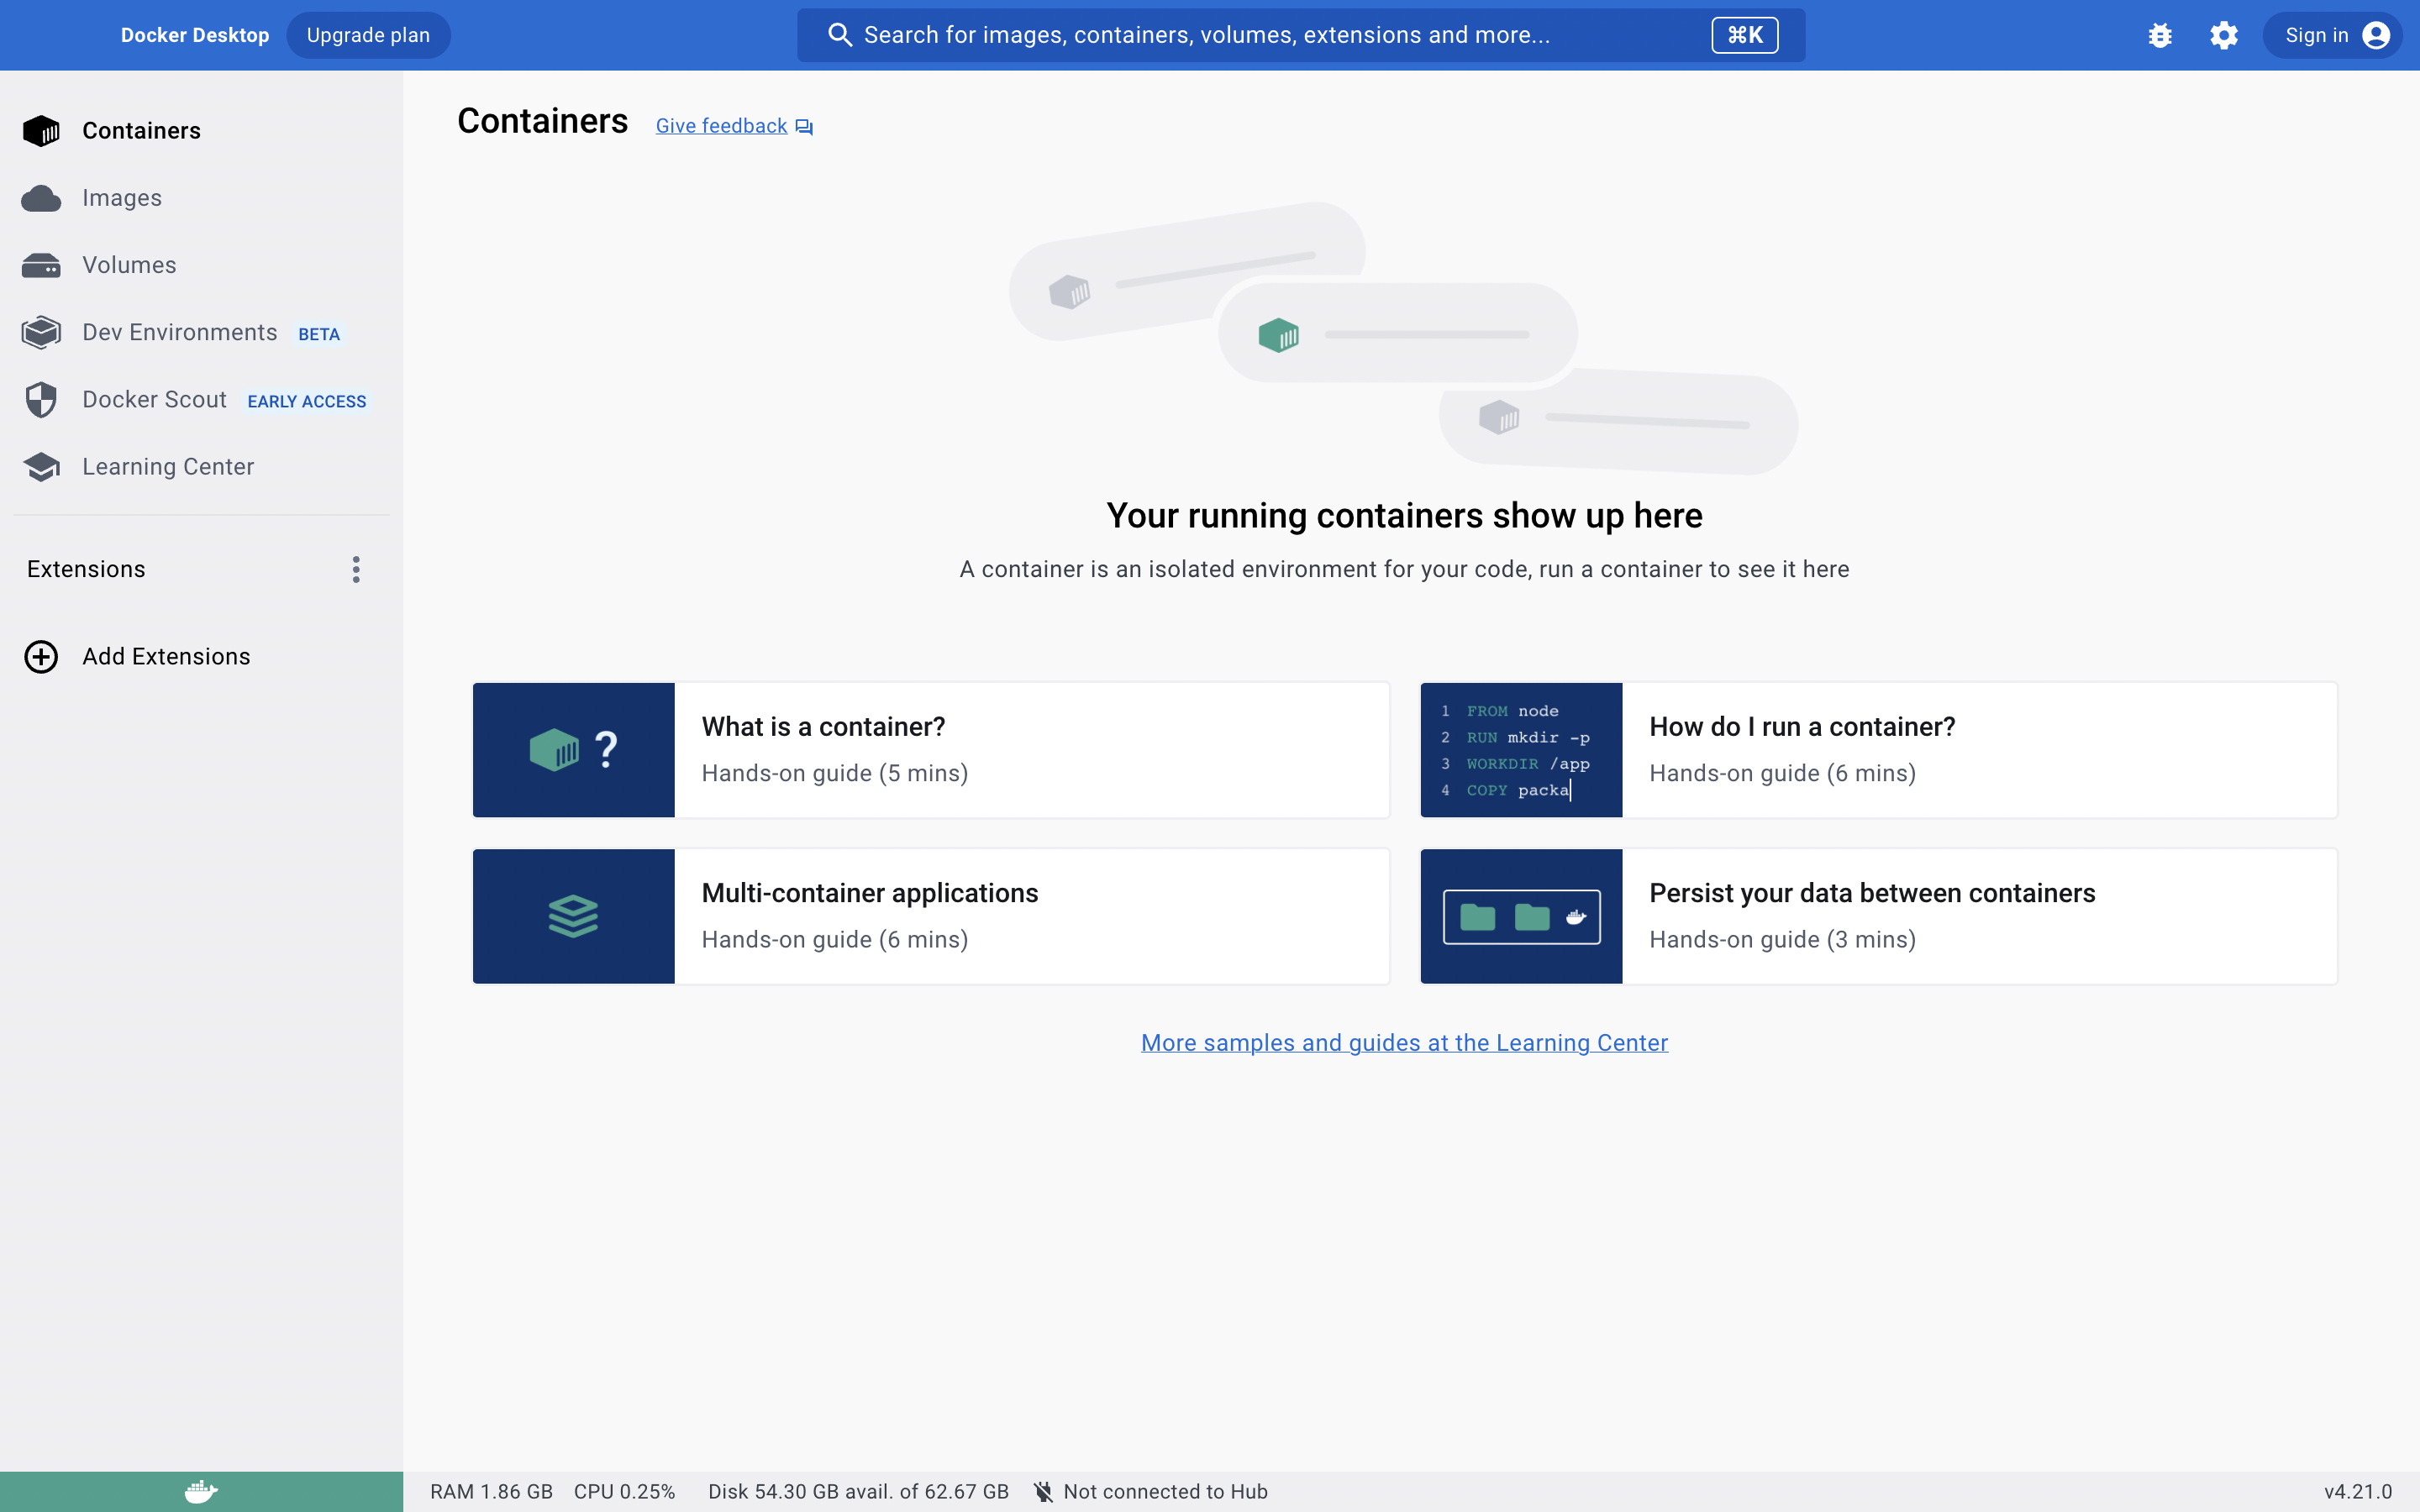 Docker Desktop
Upgrade plan
Search for images, containers, volumes, extensions and more...
⌘K
Sign in
Containers
Images
Volumes
Dev Environments BETA
Docker Scout EARLY ACCESS
Learning Center
Extensions
Add Extensions
Containers
Give feedback
Your running containers show up here
A container is an isolated environment for your code, run a container to see it here
?
What is a container?
Hands-on guide (5 mins)
1 FROM node
2 RUN mkdir -p
3 WORKDIR /app
4 COPY packa
How do I run a container?
Hands-on guide (6 mins)
Multi-container applications
Hands-on guide (6 mins)
Persist your data between containers
Hands-on guide (3 mins)
More samples and guides at the Learning Center
RAM 1.86 GB CPU 0.25% Disk 54.30 GB avail. of 62.67 GB Not connected to Hub
v4.21.0